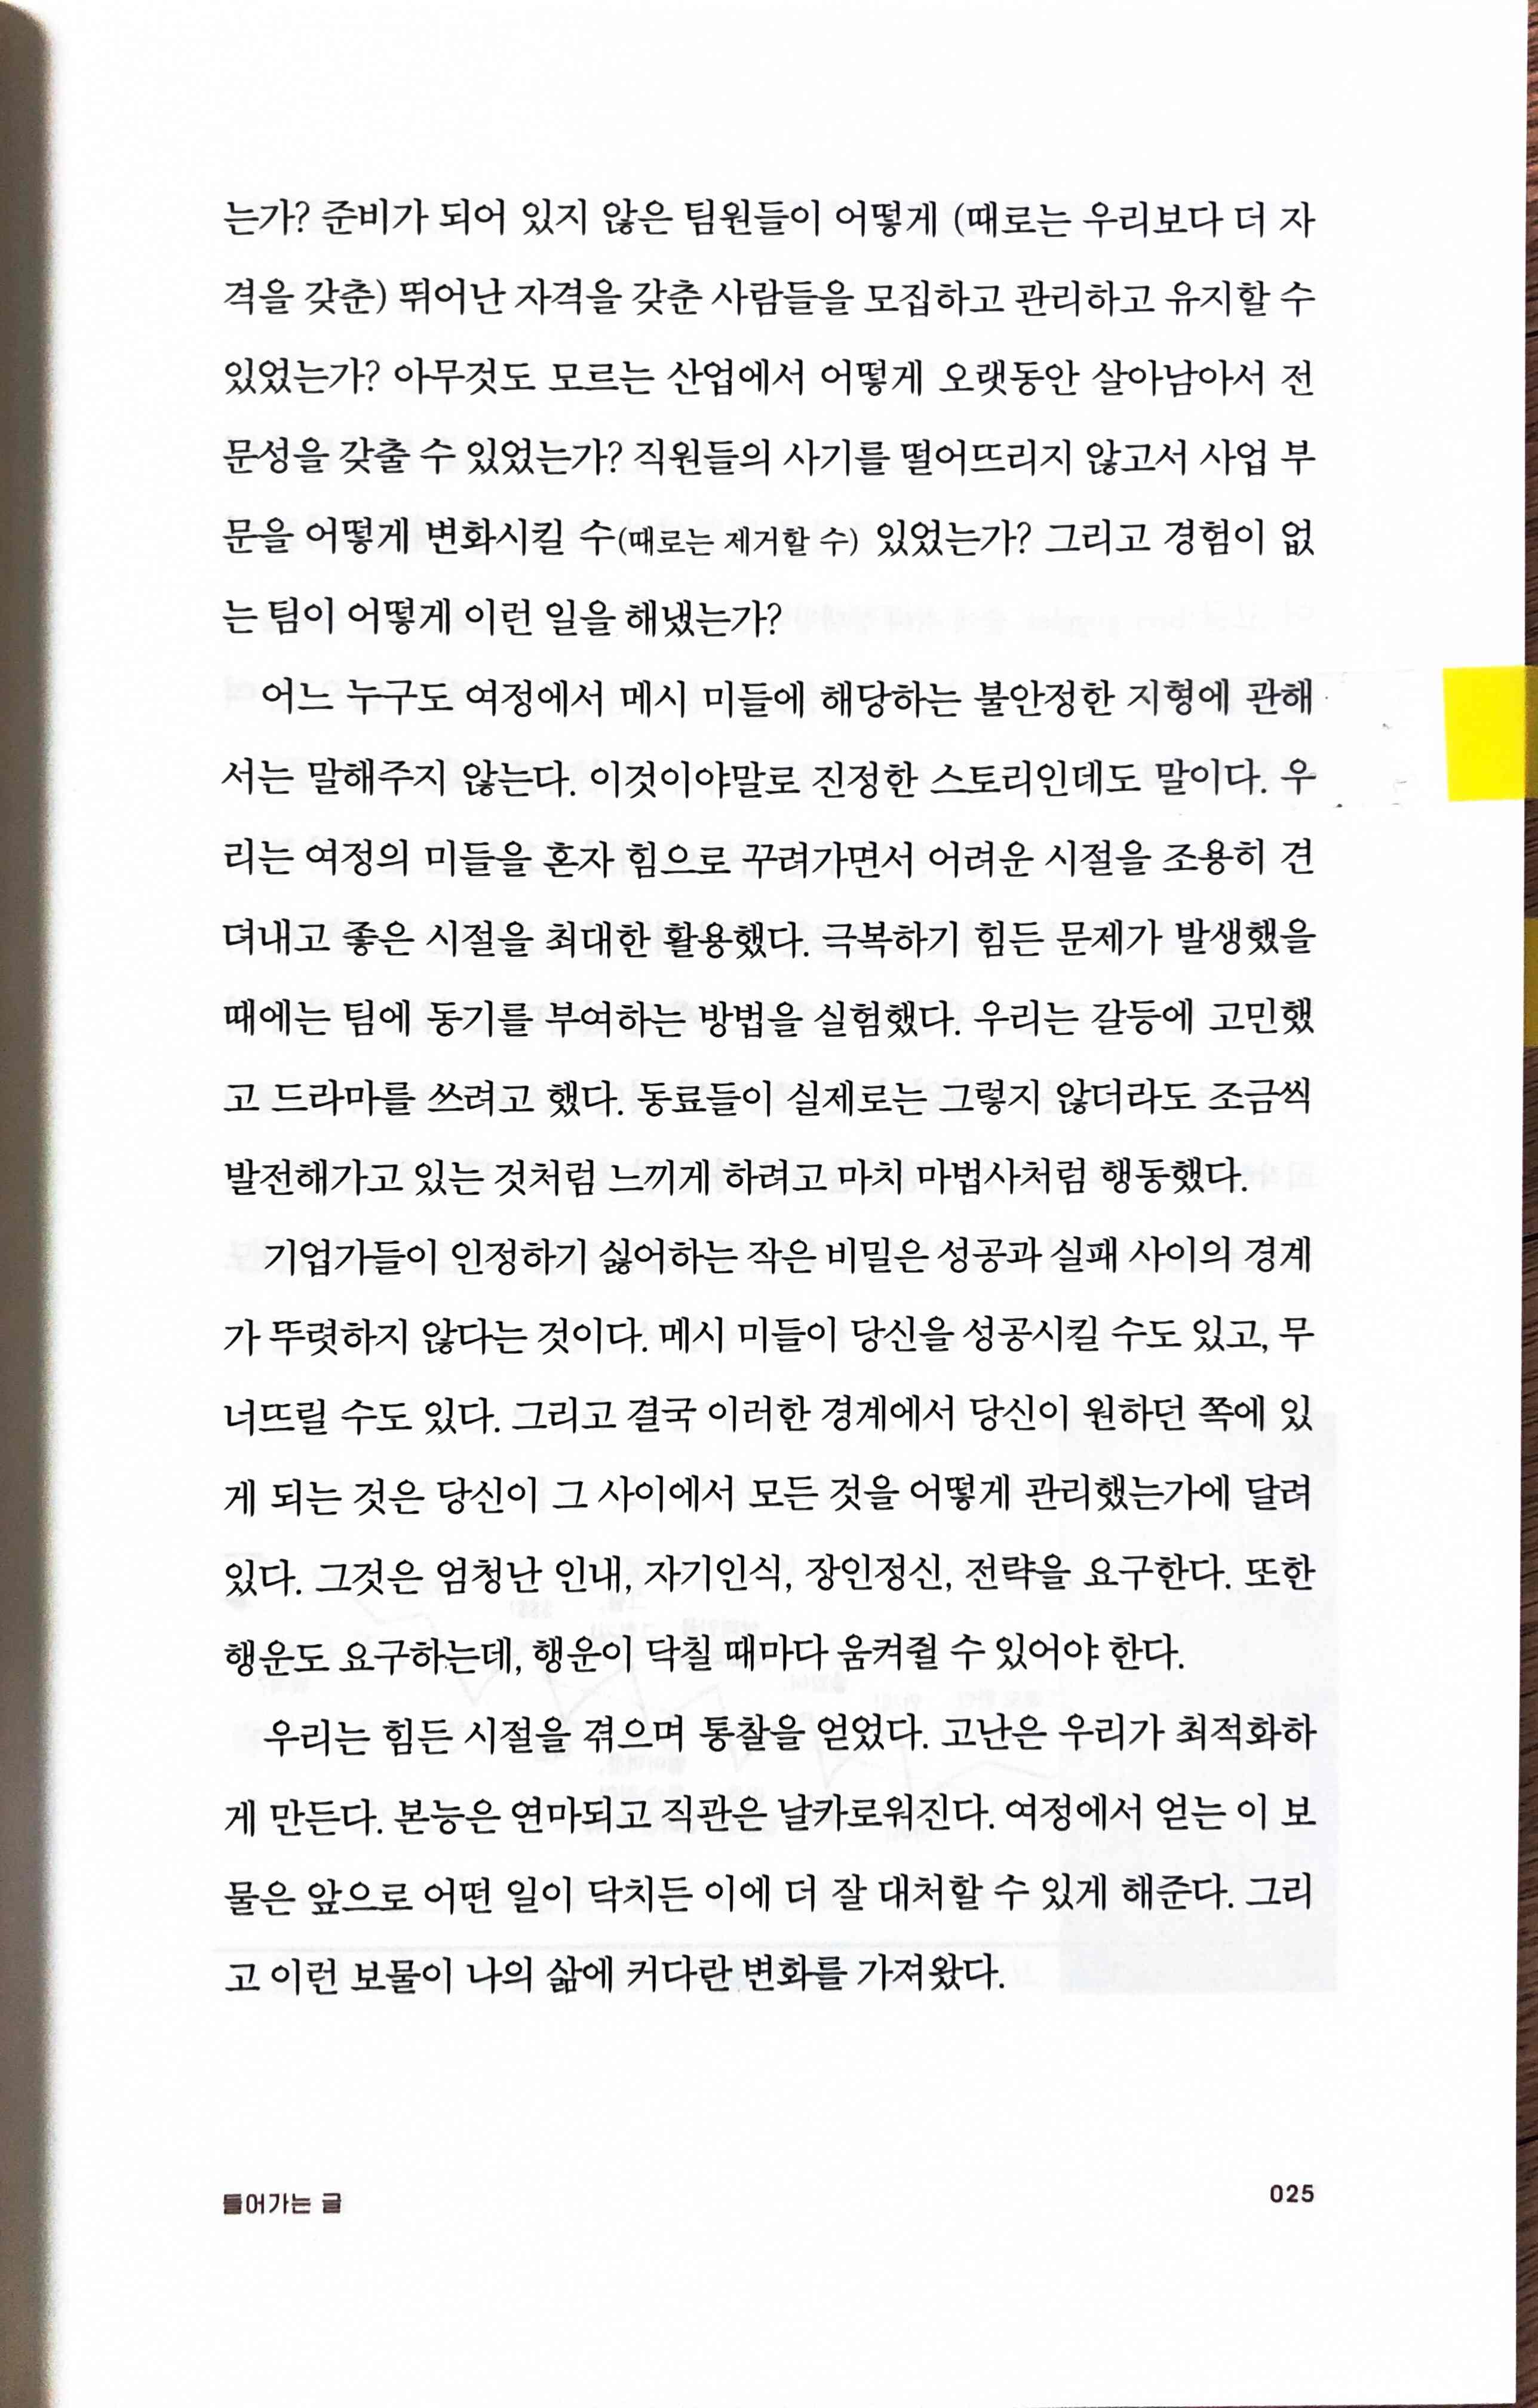 는가? 준비가 되어 있지 않은 팀원들이 어떻게 (때로는 우리보다 더 자
격을 갖춘) 뛰어난 자격을 갖춘 사람들을 모집하고 관리하고 유지할 수
있었는가? 아무것도 모르는 산업에서 어떻게 오랫동안 살아남아서 전
문성을 갖출 수 있었는가? 직원들의 사기를 떨어뜨리지 않고서 사업 부
문을 어떻게 변화시킬 수(때로는 제거할 수) 있었는가? 그리고 경험이 없
는 팀이 어떻게 이런 일을 해냈는가?
어느 누구도 여정에서 메시 미들에 해당하는 불안정한 지형에 관해
서는 말해주지 않는다. 이것이야말로 진정한 스토리인데도 말이다. 우
리는 여정의 미들을 혼자 힘으로 꾸려가면서 어려운 시절을 조용히 견
뎌내고 좋은 시절을 최대한 활용했다. 극복하기 힘든 문제가 발생했을
때에는 팀에 동기를 부여하는 방법을 실험했다. 우리는 갈등에 고민했
고 드라마를 쓰려고 했다. 동료들이 실제로는 그렇지 않더라도 조금씩
발전해가고 있는 것처럼 느끼게 하려고 마치 마법사처럼 행동했다.
기업가들이 인정하기 싫어하는 작은 비밀은 성공과 실패 사이의 경계
가 뚜렷하지 않다는 것이다. 메시 미들이 당신을 성공시킬 수도 있고, 무
너뜨릴 수도 있다. 그리고 결국 이러한 경계에서 당신이 원하던 쪽에 있
게 되는 것은 당신이 그 사이에서 모든 것을 어떻게 관리했는가에 달려
있다. 그것은 엄청난 인내, 자기인식, 장인정신, 전략을 요구한다. 또한
행운도 요구하는데, 행운이 닥칠 때마다 움켜쥘 수 있어야 한다.
우리는 힘든 시절을 겪으며 통찰을 얻었다. 고난은 우리가 최적화하
게 만든다. 본능은 연마되고 직관은 날카로워진다. 여정에서 얻는 이 보
물은 앞으로 어떤 일이 닥치든 이에 더 잘 대처할 수 있게 해준다. 그리
고 이런 보물이 나의 삶에 커다란 변화를 가져왔다.
들어가는 글
025